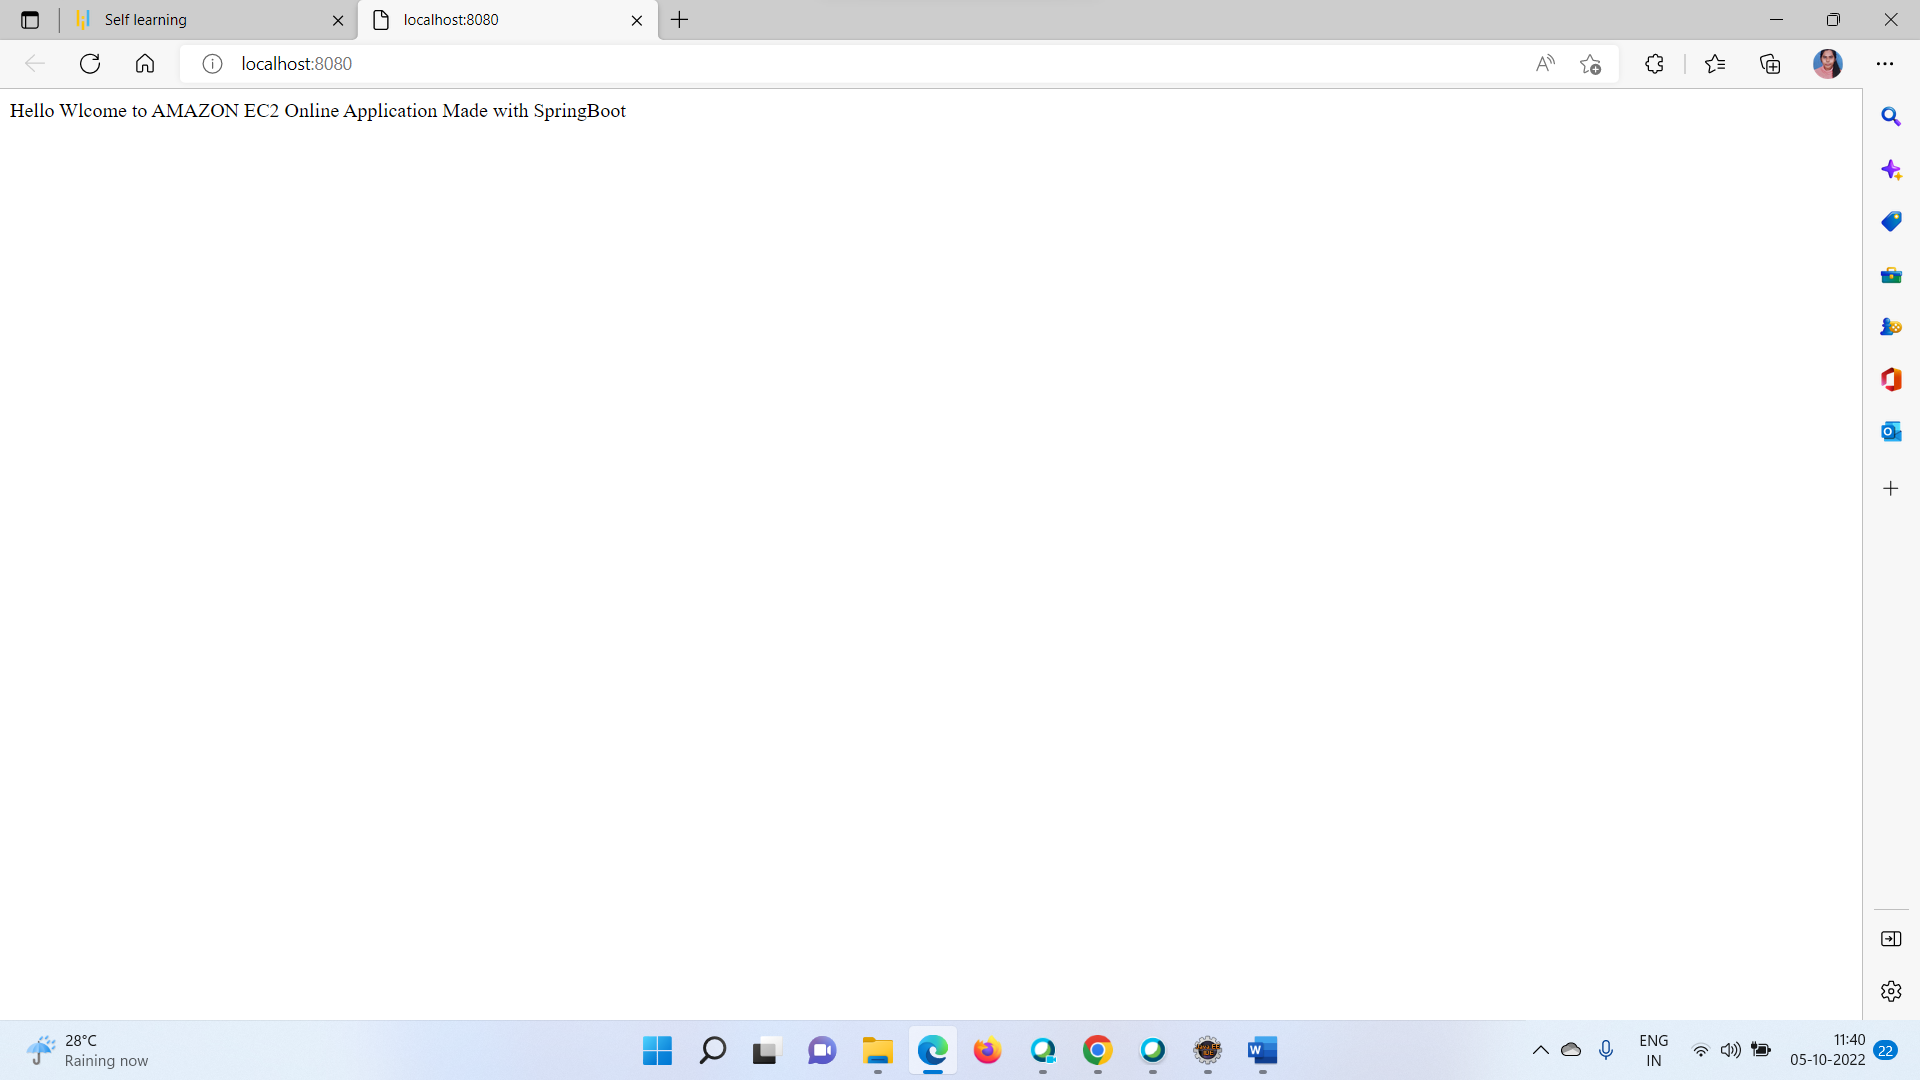 Self learning
localhost:8080
localhost:8080
Hello Wlcome to AMAZON EC2 Online Application Made with SpringBoot
28°C
Raining now
ENG
IN
11:40
05-10-2022
22